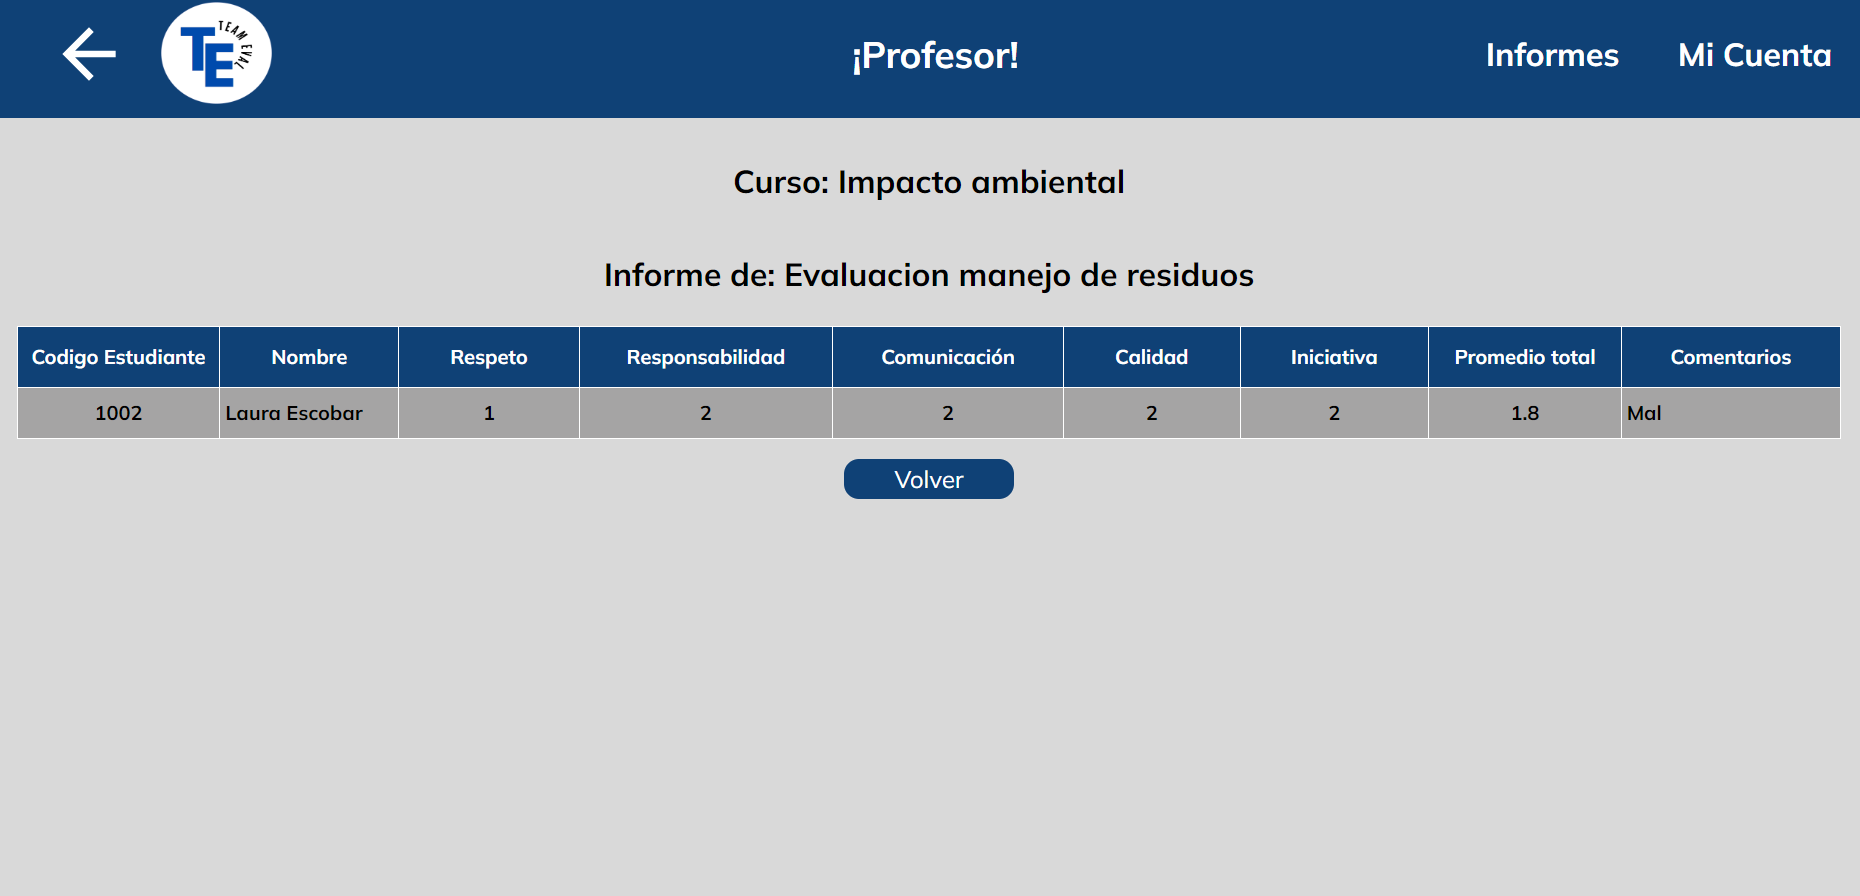 TE TEAM EVAL
¡Profesor!
Informes Mi Cuenta
Curso: Impacto ambiental
Informe de: Evaluacion manejo de residuos
Codigo Estudiante Nombre Respeto Responsabilidad Comunicación Calidad Iniciativa Promedio total Comentarios
1002 Laura Escobar 1 2 2 2 2 1.8 Mal
Volver